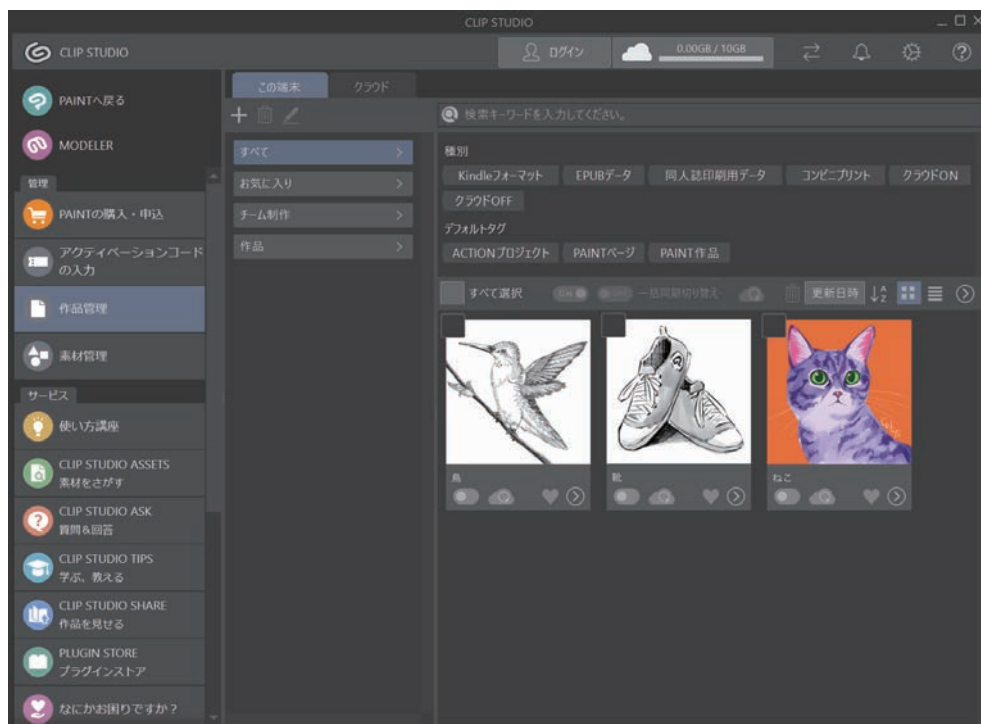 CLIP STUDIO
CLIP STUDIO
ログイン
0.00GB / 10GB
PAINTへ戻る
MODELER
管理
PAINTの購入・申込
アクティベーションコード
の入力
作品管理
素材管理
サービス
使い方講座
CLIP STUDIO ASSETS
素材をさがす
CLIP STUDIO ASK
質問&回答
CLIP STUDIO TIPS
学ぶ、教える
CLIP STUDIO SHARE
作品を見せる
PLUGIN STORE
プラグインストア
なにかお困りですか？
この端末
クラウド
すべて
お気に入り
チーム制作
作品
検索キーワードを入力してください。
種別
Kindleフォーマット EPUBデータ 同人誌印刷用データ コンビニプリント クラウドON
クラウドOFF
デフォルトタグ
ACTIONプロジェクト PAINTページ PAINT作品
すべて選択 一括同期切り替え 更新日時
鳥
靴
ねこ